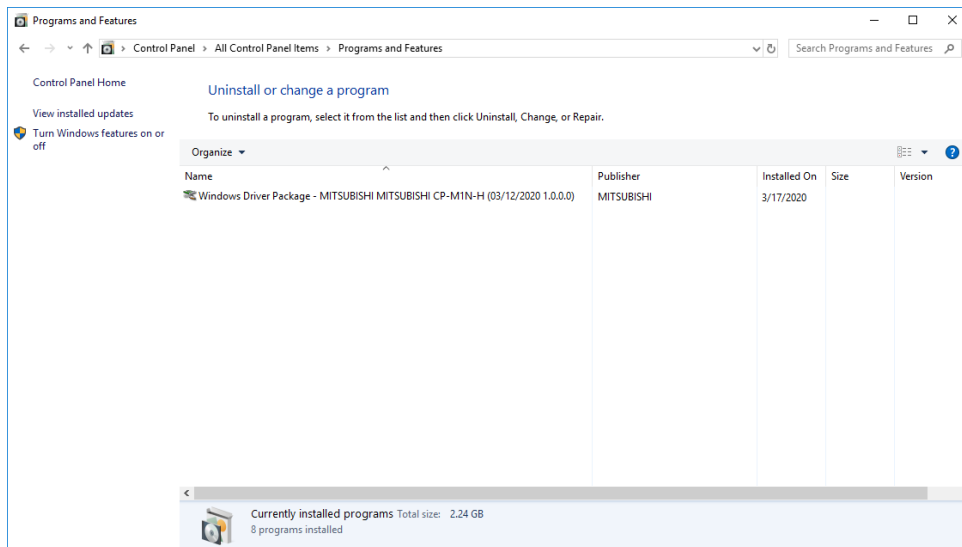 Programs and Features
Control Panel > All Control Panel Items > Programs and Features
Search Programs and Features
Control Panel Home
View installed updates
Turn Windows features on or
off
Uninstall or change a program
To uninstall a program, select it from the list and then click Uninstall, Change, or Repair.
Organize
Name Publisher Installed On Size Version
Windows Driver Package - MITSUBISHI MITSUBISHI CP-M1N-H (03/12/2020 1.0.0.0) MITSUBISHI 3/17/2020
Currently installed programs Total size: 2.24 GB
8 programs installed